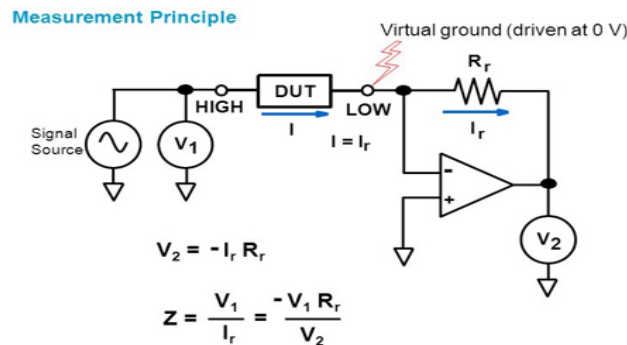 Measurement Principle
Virtual ground (driven at 0 V)
Rr
DUT
HIGH
LOW
Signal
Source
V1
I
I = Ir
Ir
-
+
V2
V2 = - Ir Rr
Z = V1 / Ir = -V1 Rr / V2